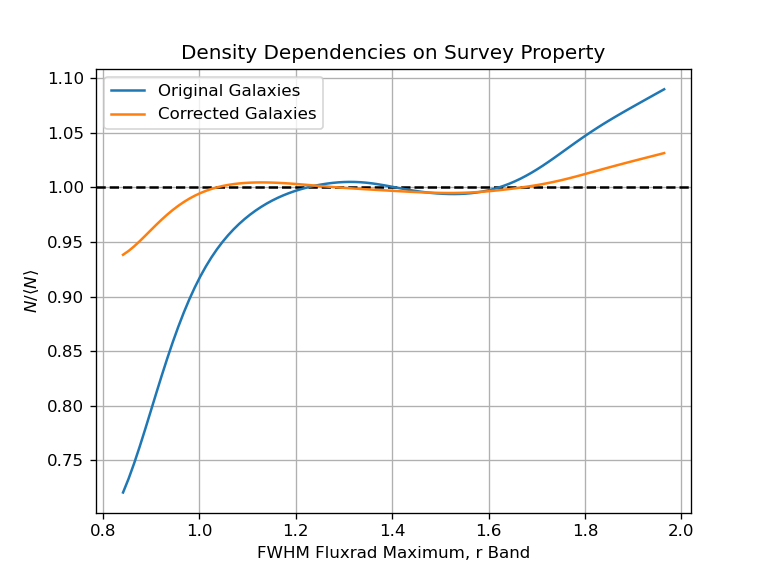 Density Dependencies on Survey Property
Original Galaxies
Corrected Galaxies
1.10
1.05
1.00
0.95
0.90
0.85
0.80
0.75
N/⟨N⟩
0.8 1.0 1.2 1.4 1.6 1.8 2.0
FWHM Fluxrad Maximum, r Band